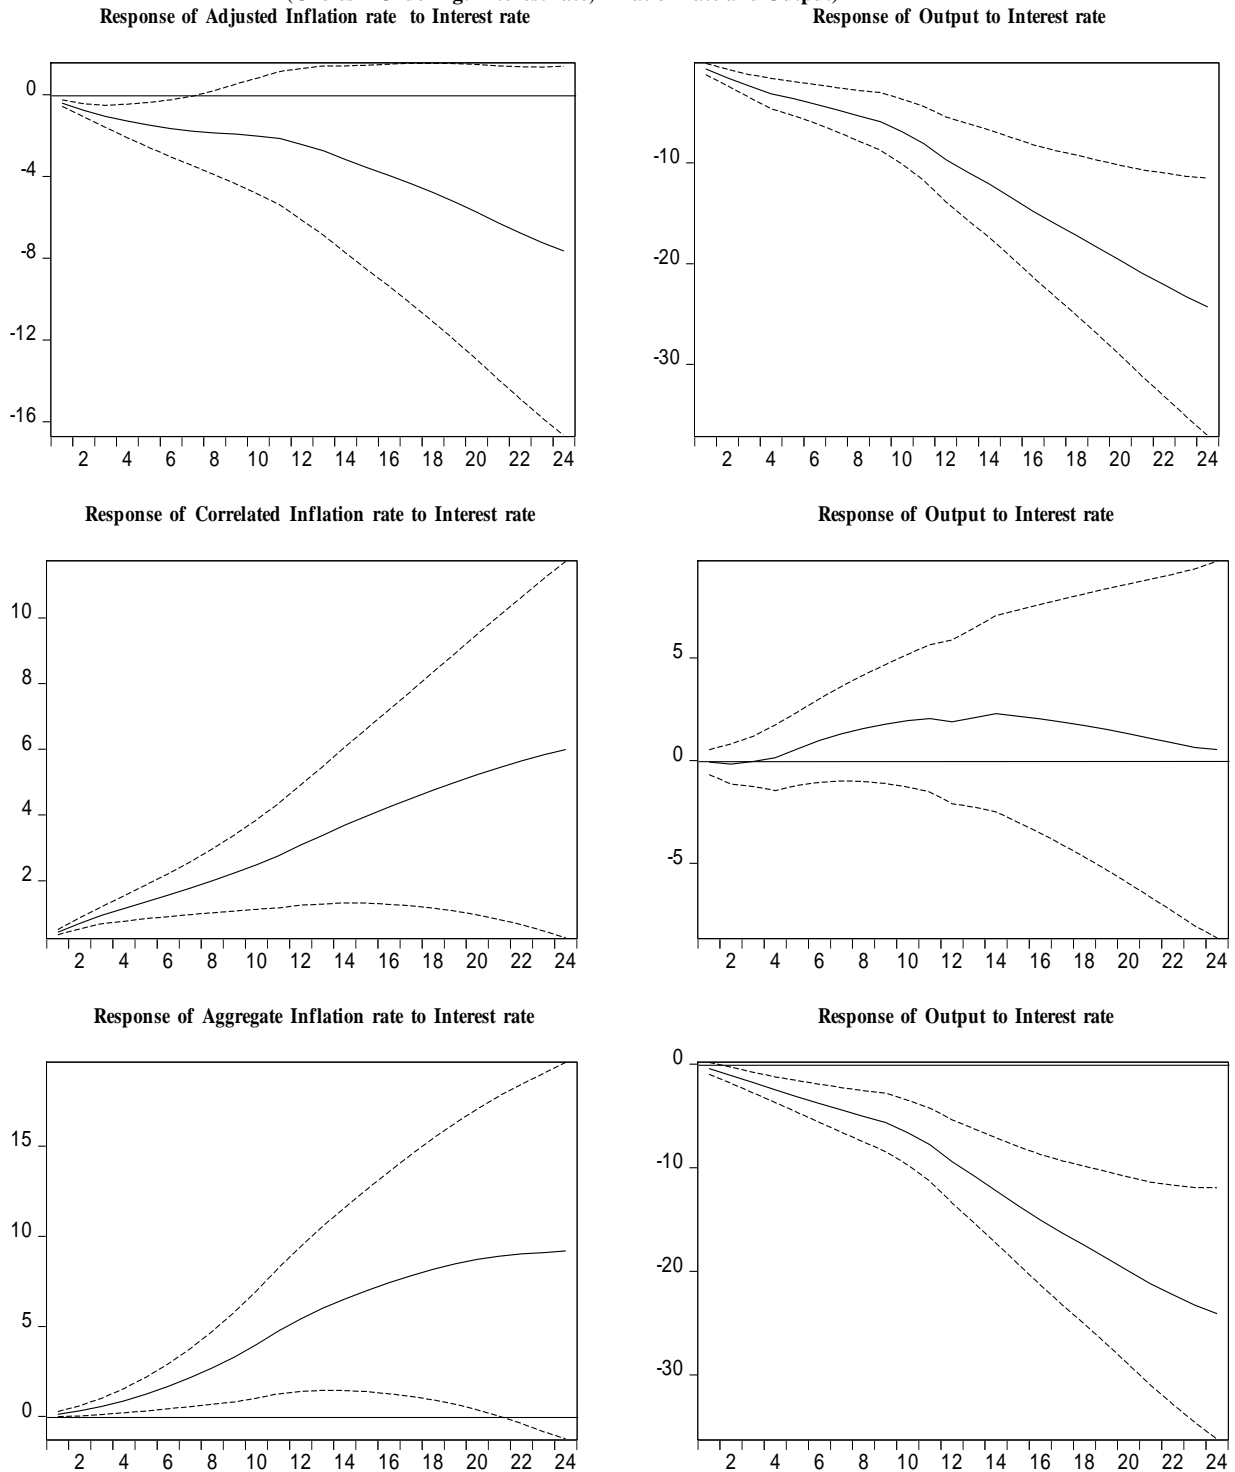 Response of Adjusted Inflation rate to Interest rate
Response of Output to Interest rate
0
-4
-8
-12
-16
2 4 6 8 10 12 14 16 18 20 22 24
-10
-20
-30
2 4 6 8 10 12 14 16 18 20 22 24
Response of Correlated Inflation rate to Interest rate
Response of Output to Interest rate
10
8
6
4
2
2 4 6 8 10 12 14 16 18 20 22 24
5
0
-5
2 4 6 8 10 12 14 16 18 20 22 24
Response of Aggregate Inflation rate to Interest rate
Response of Output to Interest rate
15
10
5
0
2 4 6 8 10 12 14 16 18 20 22 24
0
-10
-20
-30
2 4 6 8 10 12 14 16 18 20 22 24